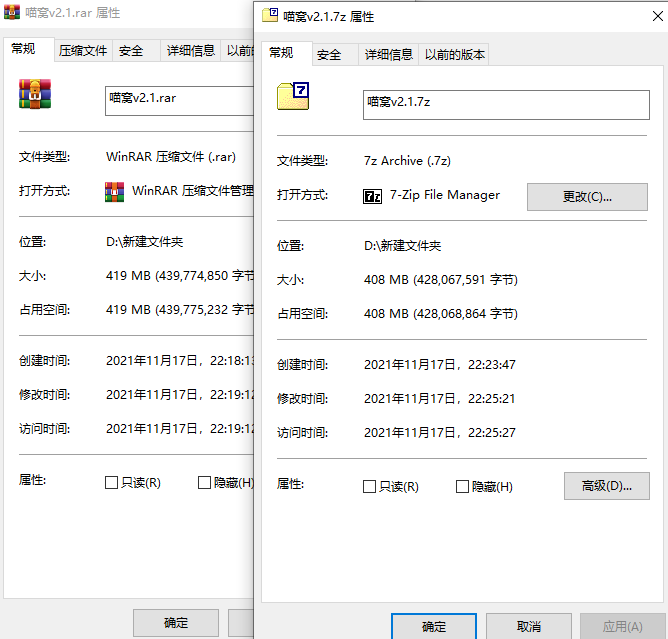 喵窝v2.1.rar 属性
常规 压缩文件 安全 详细信息 以前
喵窝v2.1.rar
文件类型: WinRAR 压缩文件 (.rar)
打开方式: WinRAR 压缩文件管理
位置: D:\新建文件夹
大小: 419 MB (439,774,850 字节
占用空间: 419 MB (439,775,232 字节
创建时间: 2021年11月17日，22:18:13
修改时间: 2021年11月17日，22:19:12
访问时间: 2021年11月17日，22:19:12
属性: 只读(R) 隐藏(H)
确定
喵窝v2.1.7z 属性
常规 安全 详细信息 以前的版本
7
喵窝v2.1.7z
文件类型: 7z Archive (.7z)
打开方式: 7z 7-Zip File Manager 更改(C)...
位置: D:\新建文件夹
大小: 408 MB (428,067,591 字节)
占用空间: 408 MB (428,068,864 字节)
创建时间: 2021年11月17日，22:23:47
修改时间: 2021年11月17日，22:25:21
访问时间: 2021年11月17日，22:25:27
属性: 只读(R) 隐藏(H) 高级(D)...
确定 取消 应用(A)